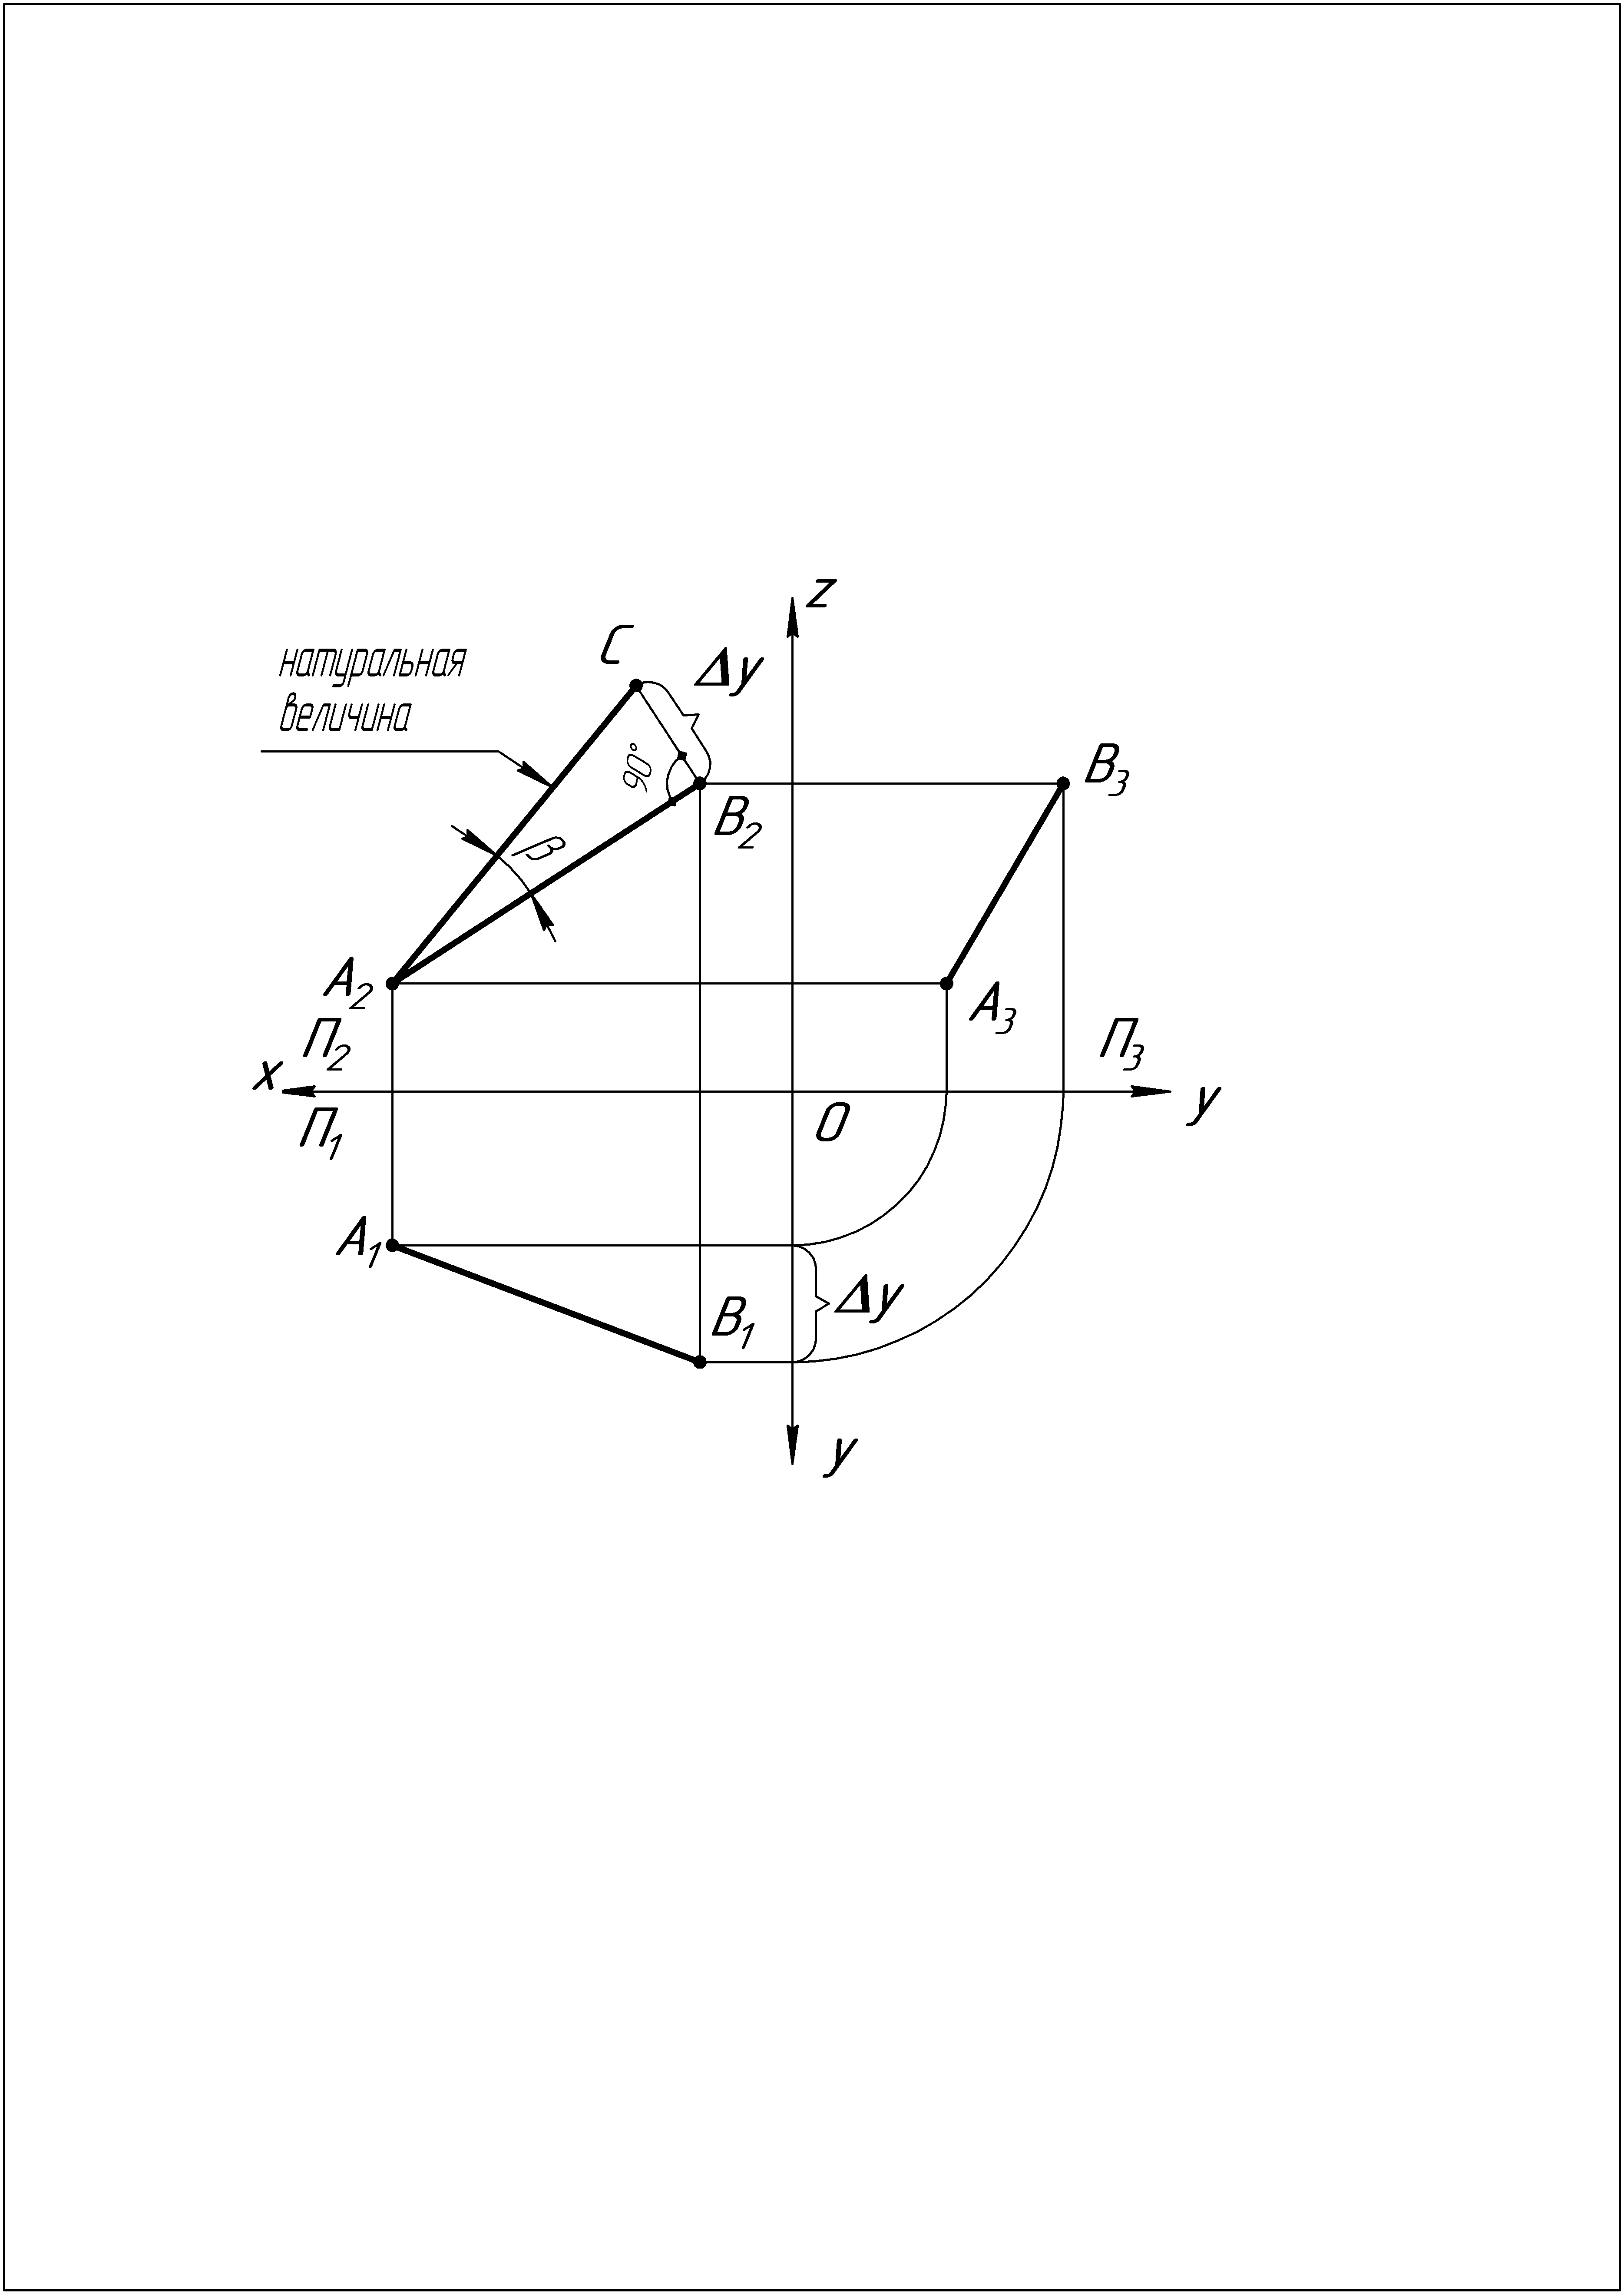 z
C
Δy
натуральная
величина
90°
B3
B2
β
A2
A3
П2
П3
x
y
П1
O
A1
Δy
B1
y